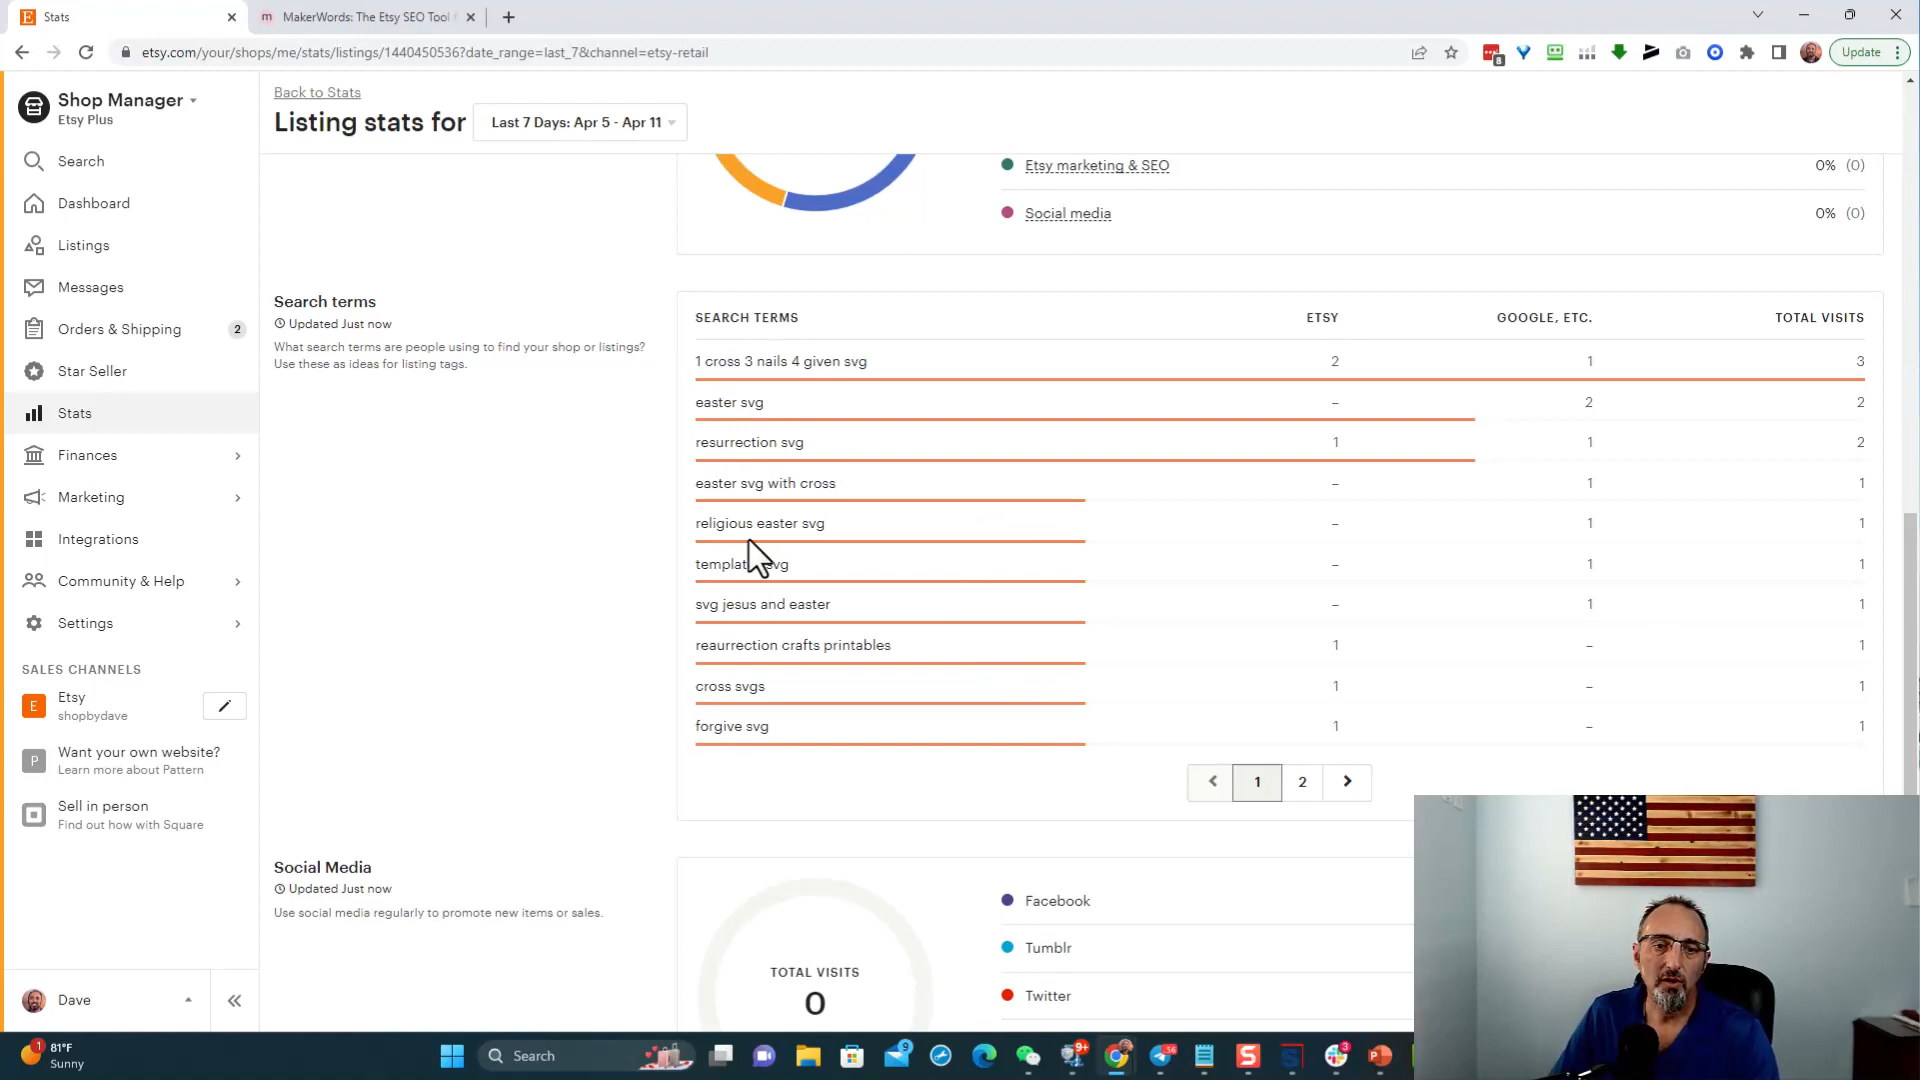 Stats
MakerWords: The Etsy SEO Tool
etsy.com/your/shops/me/stats/listings/1440450536?date_range=last_7&channel=etsy-retail
Update
Shop Manager
Etsy Plus
Search
Dashboard
Listings
Messages
Orders & Shipping 2
Star Seller
Stats
Finances
Marketing
Integrations
Community & Help
Settings
SALES CHANNELS
E Etsy
shopbydave
P Want your own website?
Learn more about Pattern
Sell in person
Find out how with Square
Dave
Back to Stats
Listing stats for Last 7 Days: Apr 5 - Apr 11
Etsy marketing & SEO 0% (0)
Social media 0% (0)
Search terms
Updated Just now
What search terms are people using to find your shop or listings?
Use these as ideas for listing tags.
SEARCH TERMS ETSY GOOGLE, ETC. TOTAL VISITS
1 cross 3 nails 4 given svg 2 1 3
easter svg – 2 2
resurrection svg 1 1 2
easter svg with cross – 1 1
religious easter svg – 1 1
svg – 1 1
svg jesus and easter – 1 1
reaurrection crafts printables 1 – 1
cross svgs 1 – 1
forgive svg 1 – 1
1 2
Social Media
Updated Just now
Use social media regularly to promote new items or sales.
TOTAL VISITS
0
Facebook
Tumblr
Twitter
1 81°F
Sunny
Search
9
9+
56
3